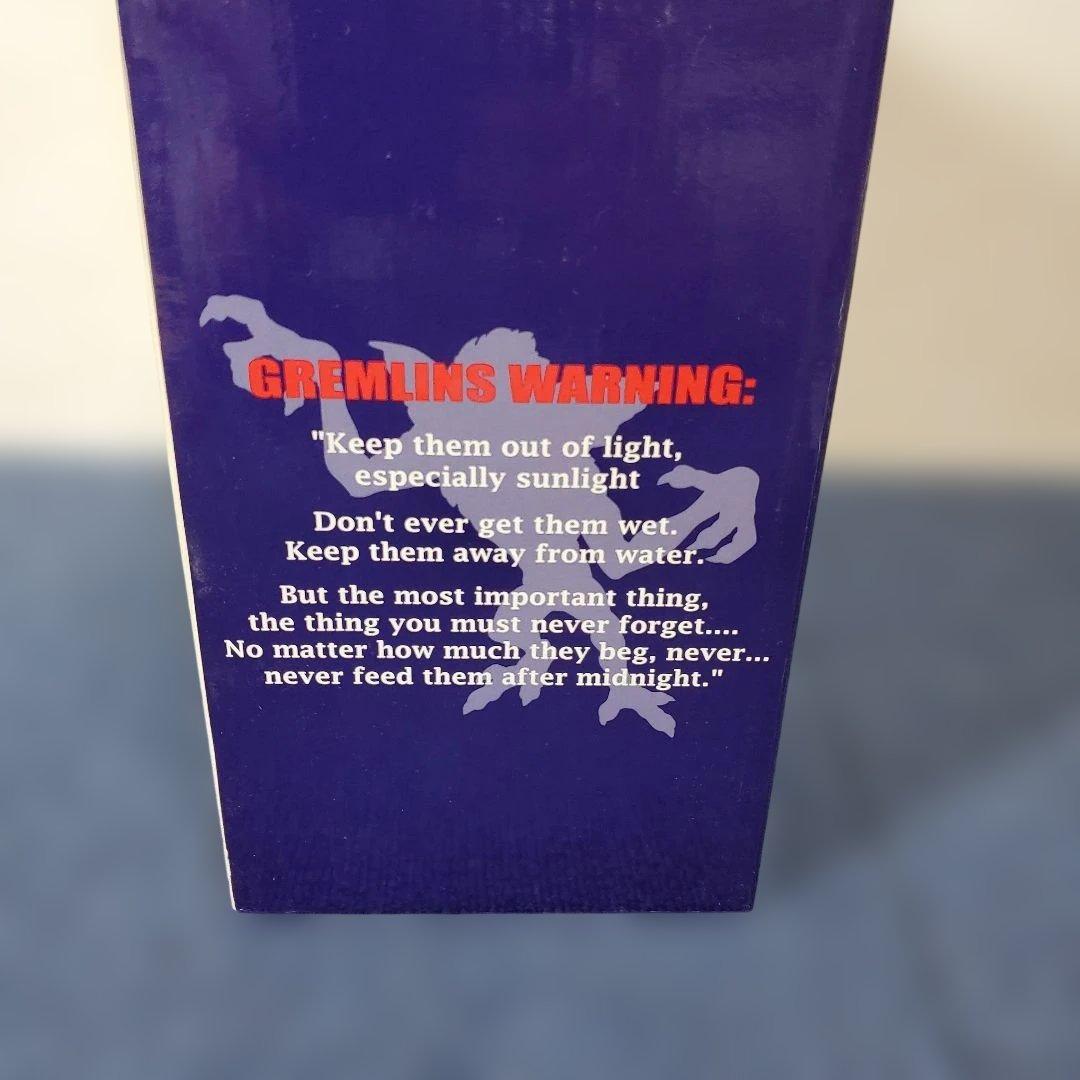 GREMLINS WARNING:
"Keep them out of light,
especially sunlight
Don't ever get them wet.
Keep them away from water.
But the most important thing,
the thing you must never forget....
No matter how much they beg, never...
never feed them after midnight."